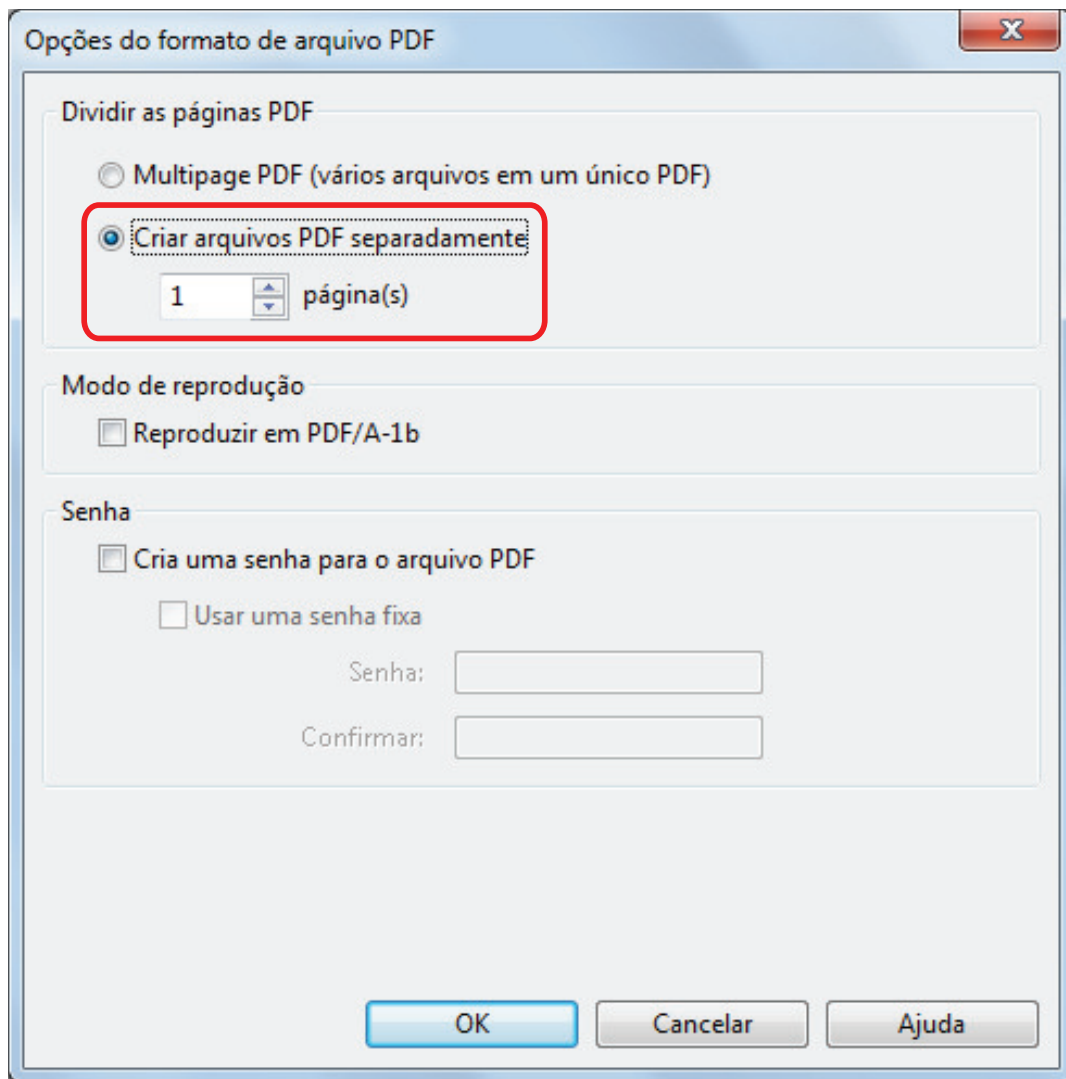 Opções do formato de arquivo PDF
Dividir as páginas PDF
Multipage PDF (vários arquivos em um único PDF)
Criar arquivos PDF separadamente
1 página(s)
Modo de reprodução
Reproduzir em PDF/A-1b
Senha
Cria uma senha para o arquivo PDF
Usar uma senha fixa
Senha:
Confirmar:
OK Cancelar Ajuda